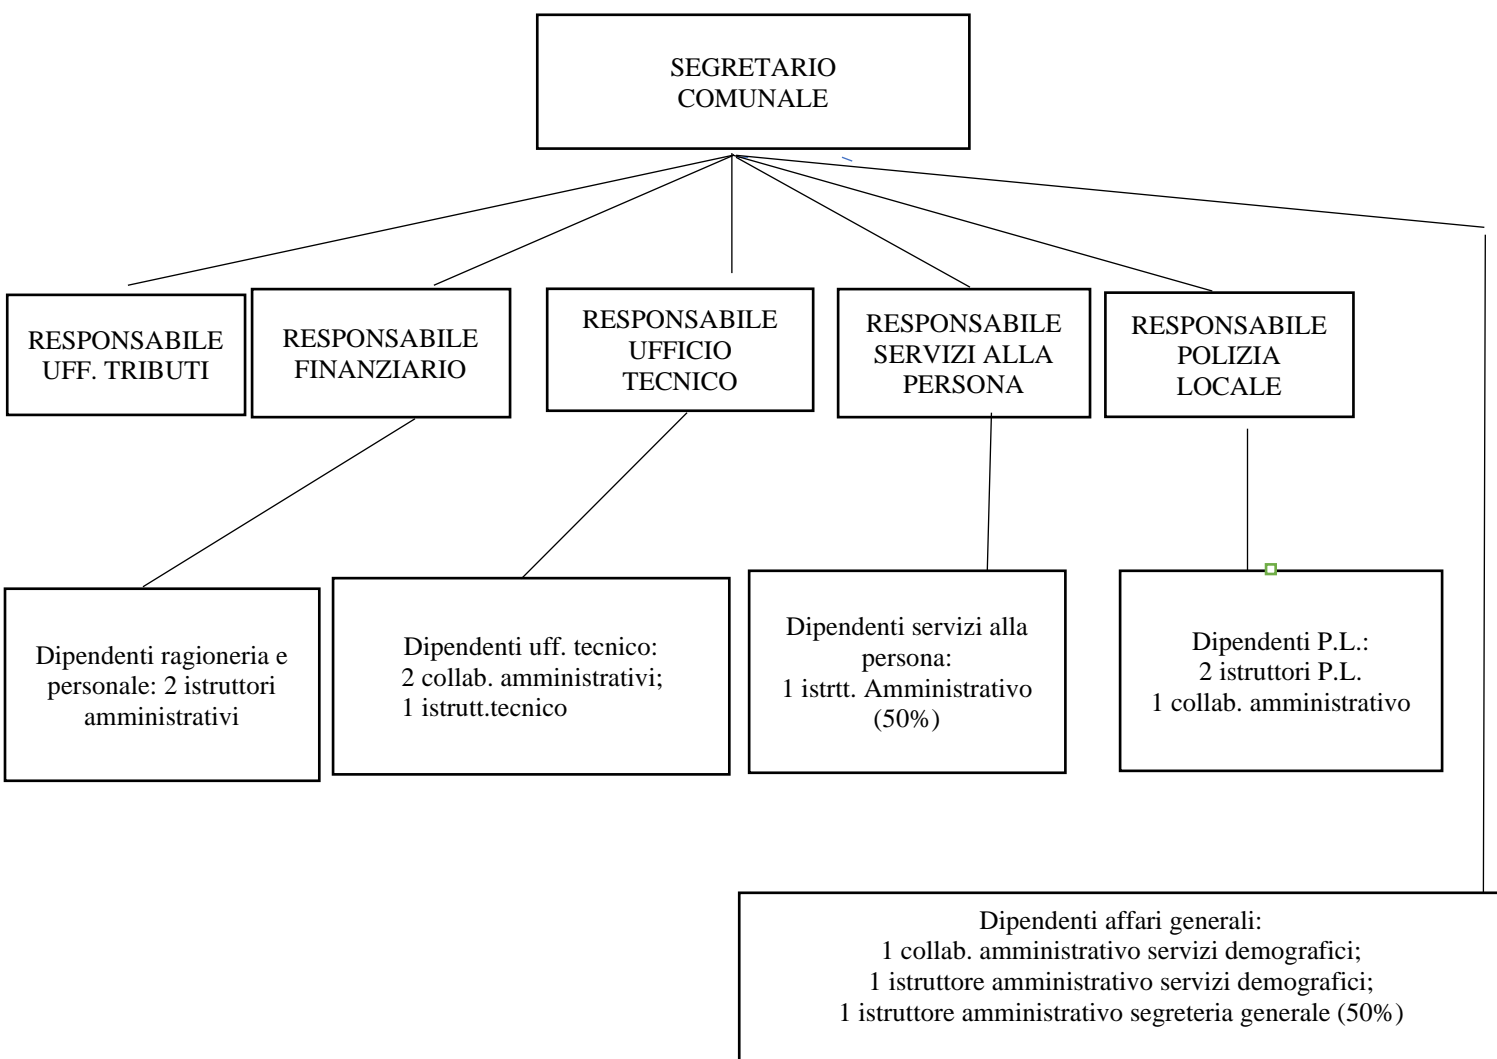 SEGRETARIO
COMUNALE
RESPONSABILE
UFF. TRIBUTI
RESPONSABILE
FINANZIARIO
RESPONSABILE
UFFICIO
TECNICO
RESPONSABILE
SERVIZI ALLA
PERSONA
RESPONSABILE
POLIZIA
LOCALE
Dipendenti ragioneria e
personale: 2 istruttori
amministrativi
Dipendenti uff. tecnico:
2 collab. amministrativi;
1 istrutt.tecnico
Dipendenti servizi alla
persona:
1 istrtt. Amministrativo
(50%)
Dipendenti P.L.:
2 istruttori P.L.
1 collab. amministrativo
Dipendenti affari generali:
1 collab. amministrativo servizi demografici;
1 istruttore amministrativo servizi demografici;
1 istruttore amministrativo segreteria generale (50%)